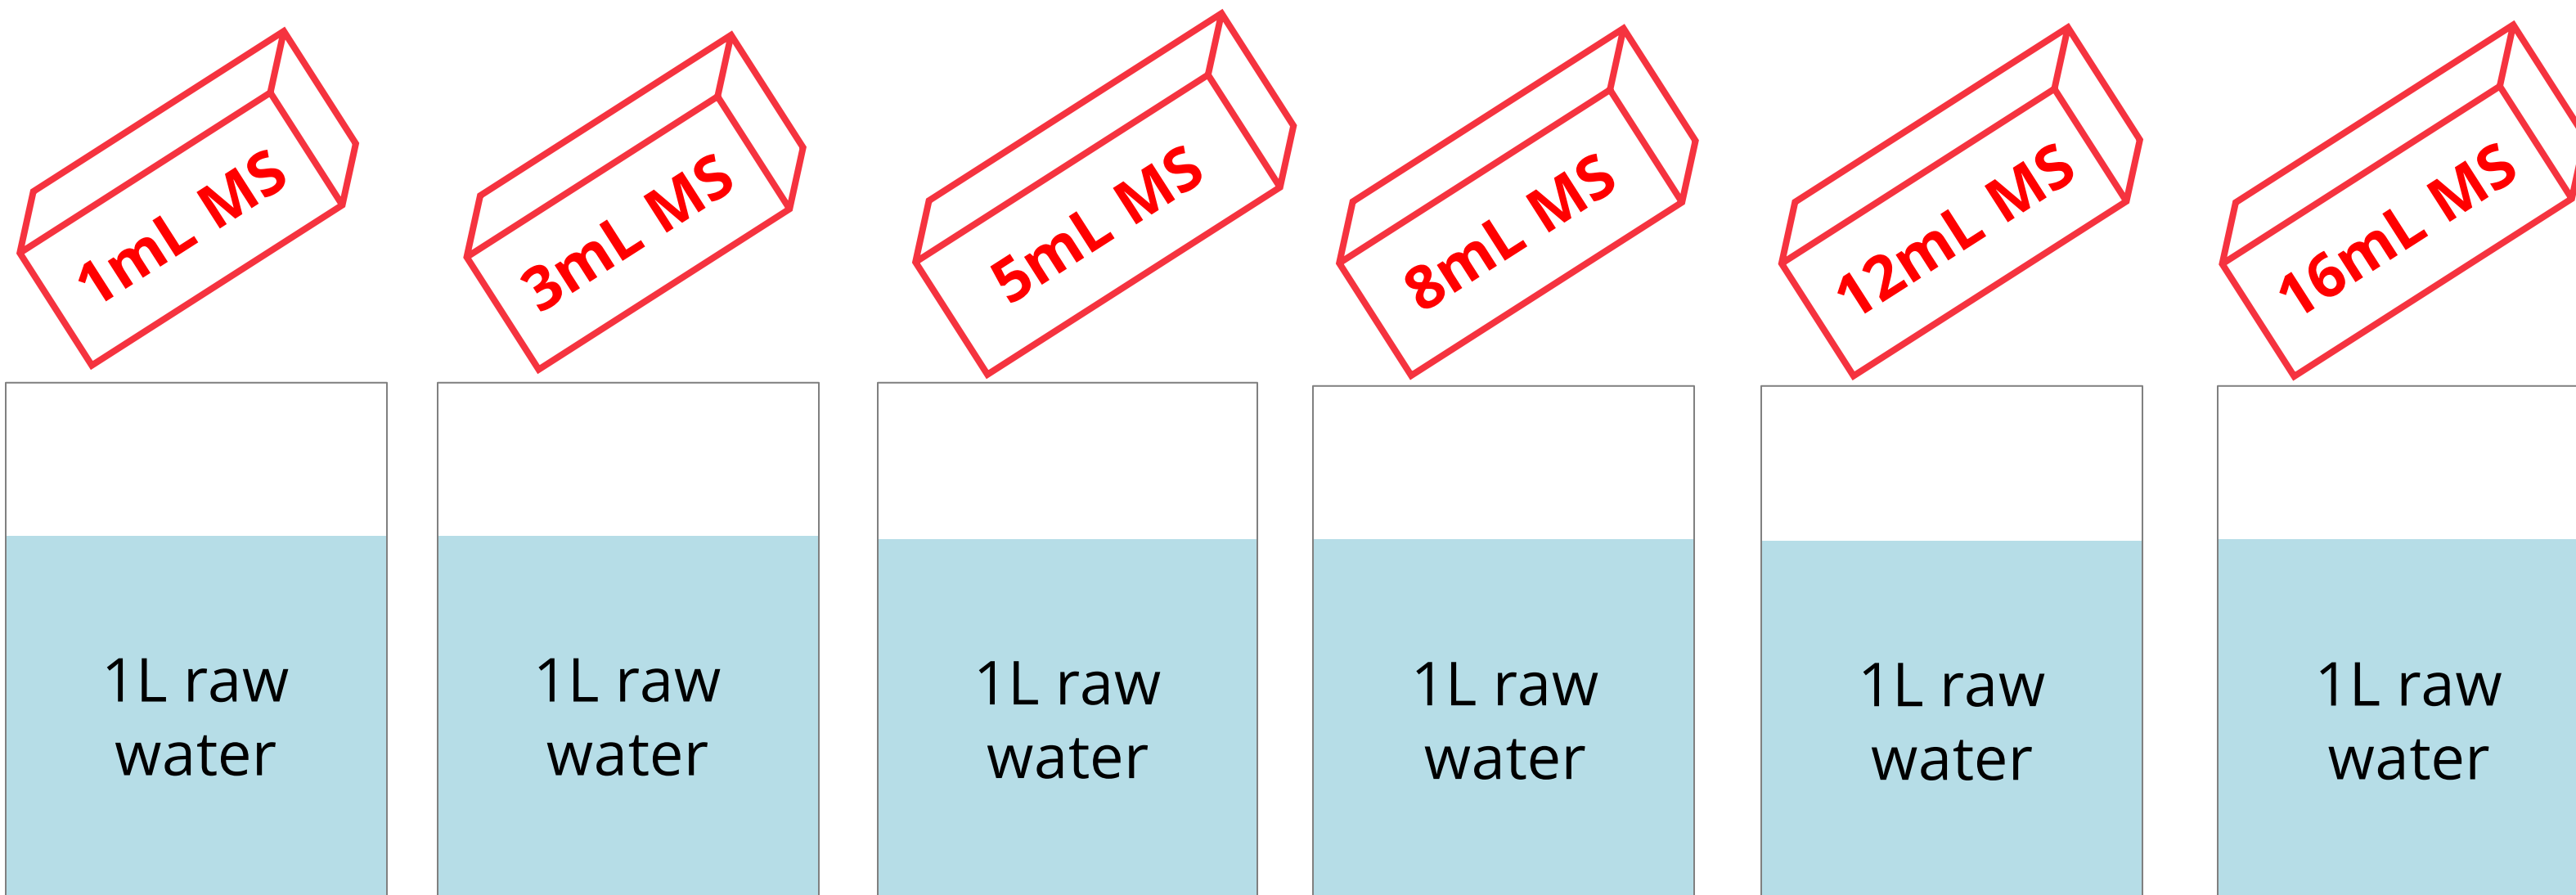 1mL MS
3mL MS
5mL MS
8mL MS
12mL MS
16mL MS
1L raw
water
1L raw
water
1L raw
water
1L raw
water
1L raw
water
1L raw
water